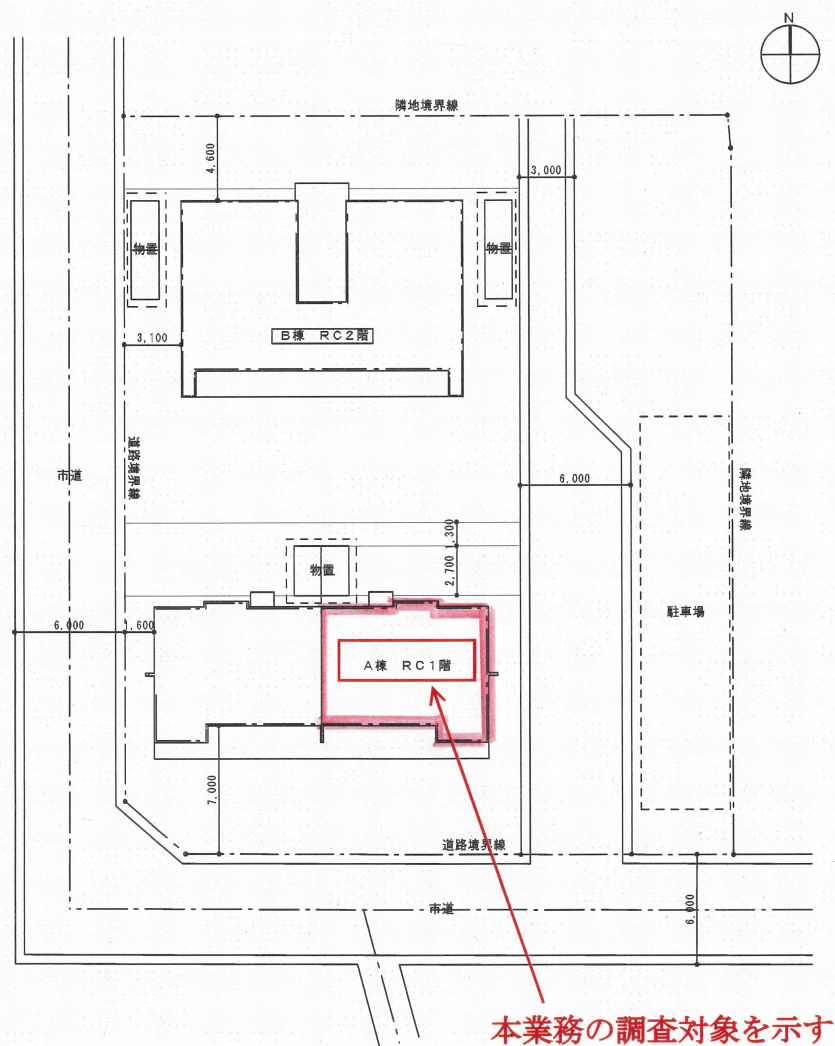 N
隣地境界線
4,600
3,000
物置
物置
3,100
B棟 RC2階
道路境界線
市道
隣地境界線
6,000
1,300
2,700
物置
駐車場
6,000
1,600
A棟 RC1階
7,000
道路境界線
市道
6,000
本業務の調査対象を示す